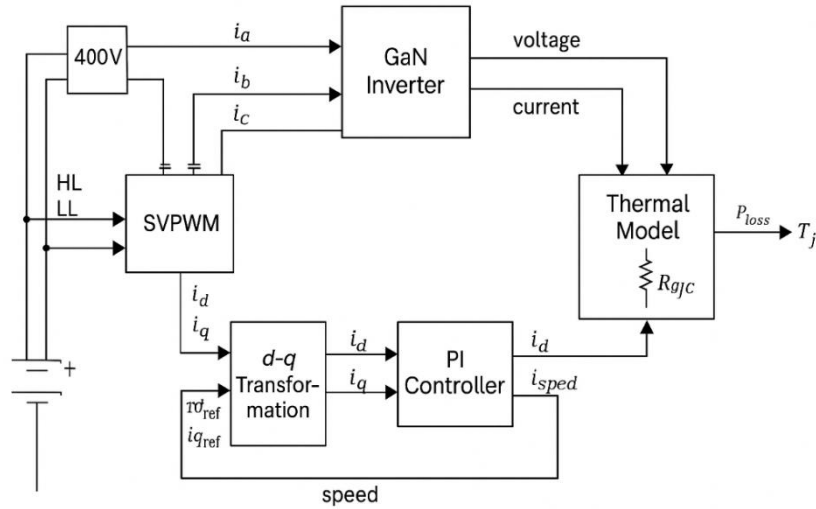 400V
i_a
i_b
i_c
GaN
Inverter
voltage
current
HL
LL
SVPWM
Thermal
Model
R_gJC
P_loss
T_j
i_d
i_q
d-q
Transfor-
mation
i_d
i_q
PI
Controller
i_d
i_sped
τd_ref
iq_ref
speed
+